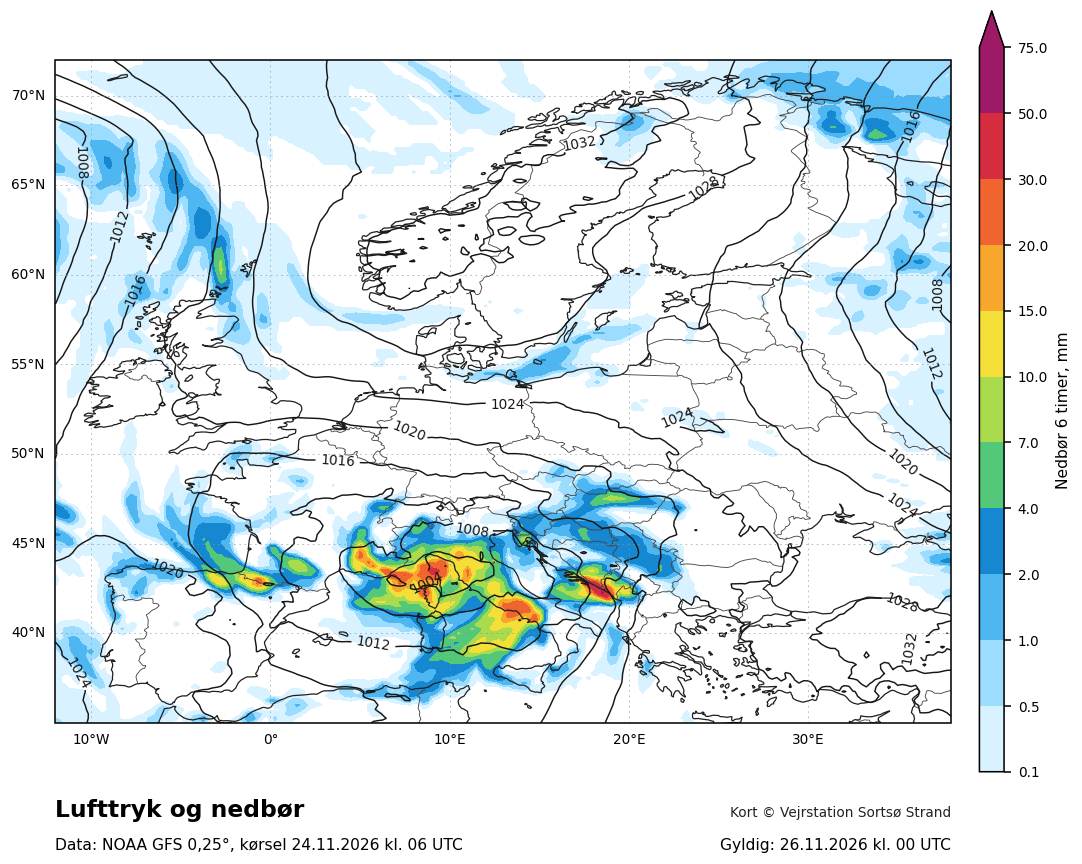 75.0
50.0
30.0
20.0
15.0
10.0
7.0
4.0
2.0
1.0
0.5
0.1
Nedbør 6 timer, mm
70°N
65°N
60°N
55°N
50°N
45°N
40°N
10°W
0°
10°E
20°E
30°E
1008
1012
1016
1032
1028
1016
1008
1012
1024
1020
1016
1024
1020
1024
1008
1004
1020
1012
1024
1028
1032
0
Lufttryk og nedbør
Kort © Vejrstation Sortsø Strand
Data: NOAA GFS 0,25°, kørsel 24.11.2026 kl. 06 UTC
Gyldig: 26.11.2026 kl. 00 UTC